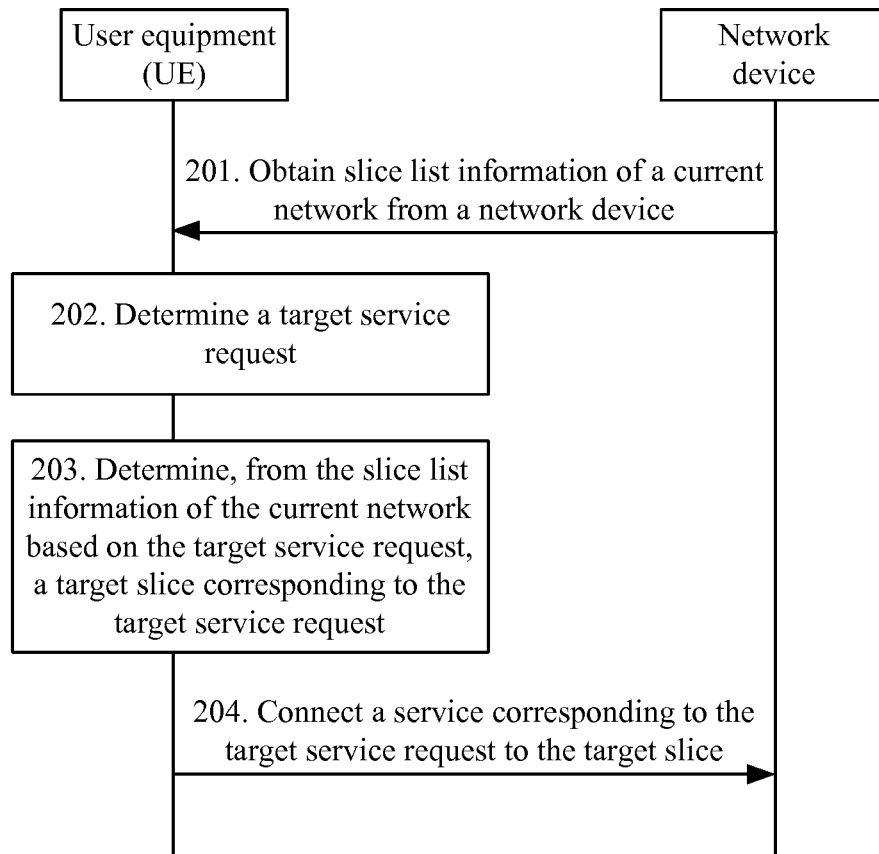 User equipment
(UE)
Network
device
201. Obtain slice list information of a current
network from a network device
202. Determine a target service
request
203. Determine, from the slice list
information of the current network
based on the target service request,
a target slice corresponding to the
target service request
204. Connect a service corresponding to the
target service request to the target slice